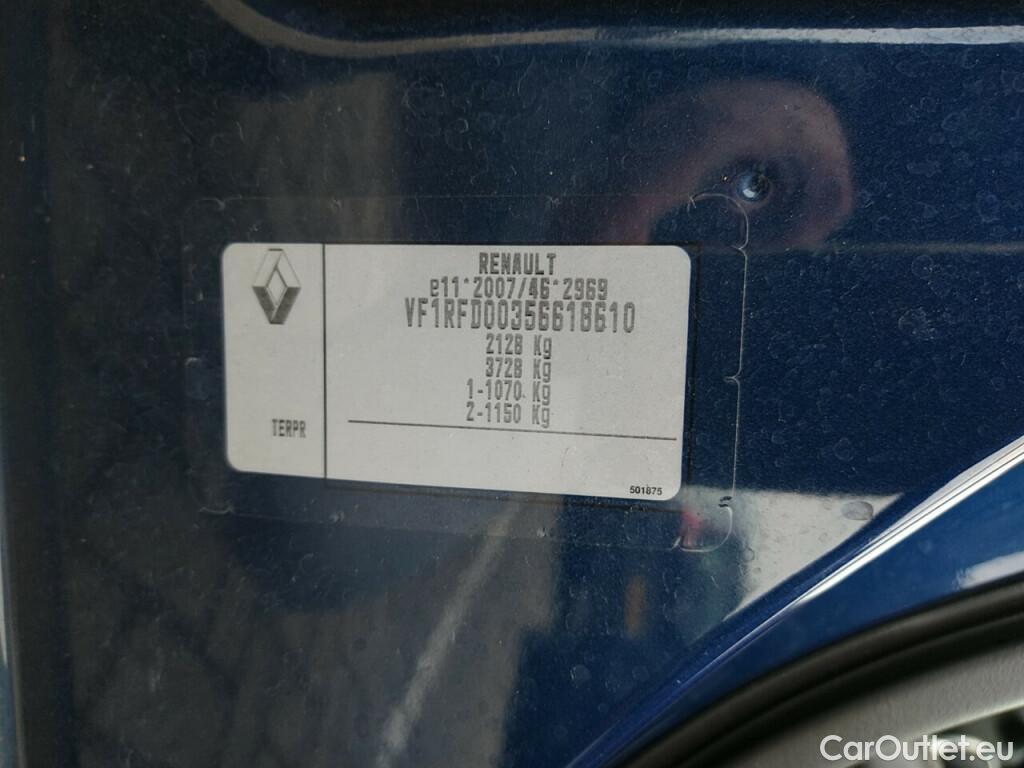 RENAULT
e11*2007/46*2969
VF1RFD00356618610
2128 Kg
3728 Kg
1-1070 Kg
2-1150 Kg
TERPR
501875
CarOutlet.eu